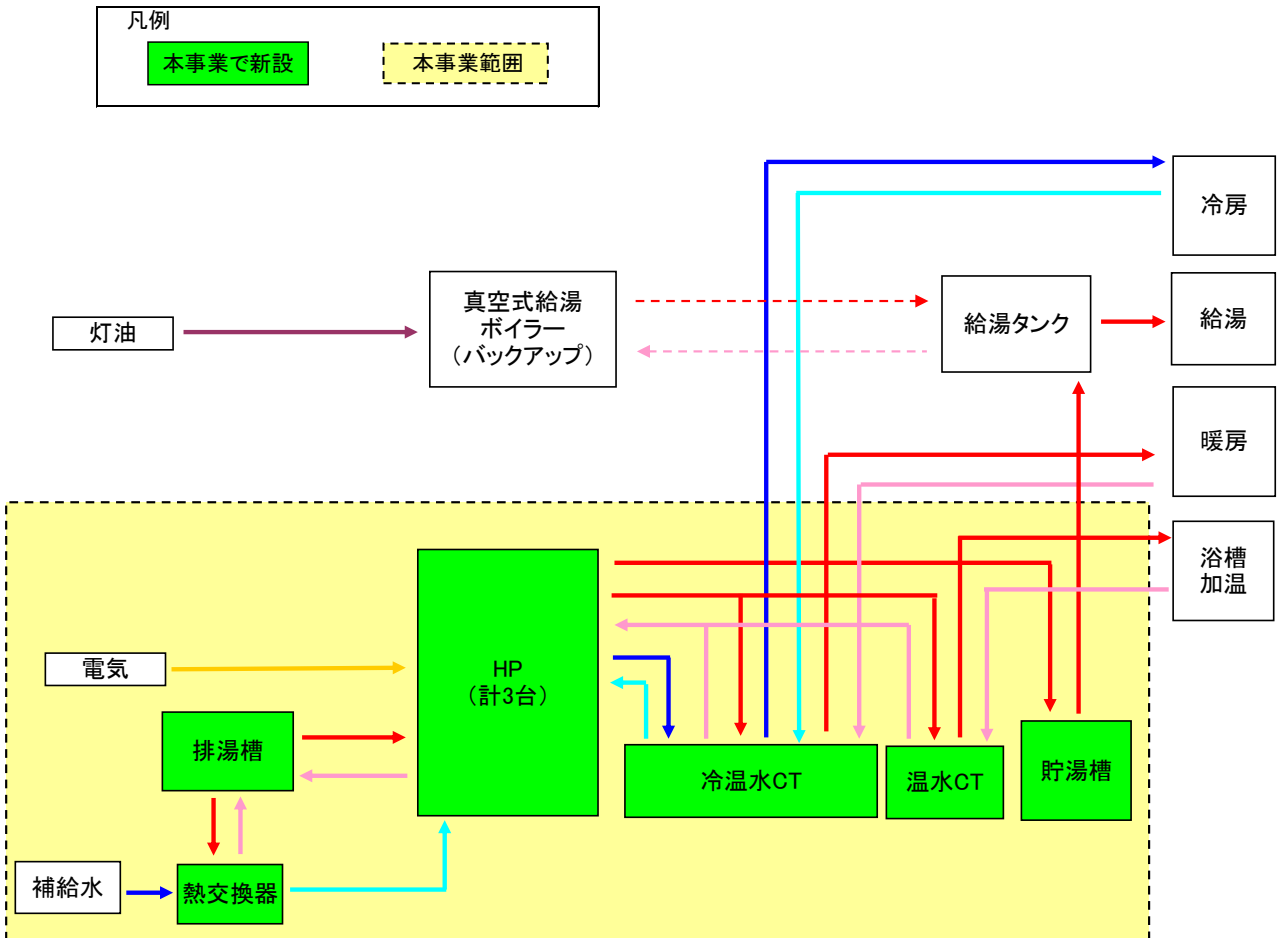 凡例
本事業で新設
本事業範囲
冷房
真空式給湯
ボイラー
（バックアップ）
給湯タンク
給湯
灯油
暖房
浴槽
加温
電気
HP
（計3台）
排湯槽
冷温水CT
温水CT
貯湯槽
補給水
熱交換器